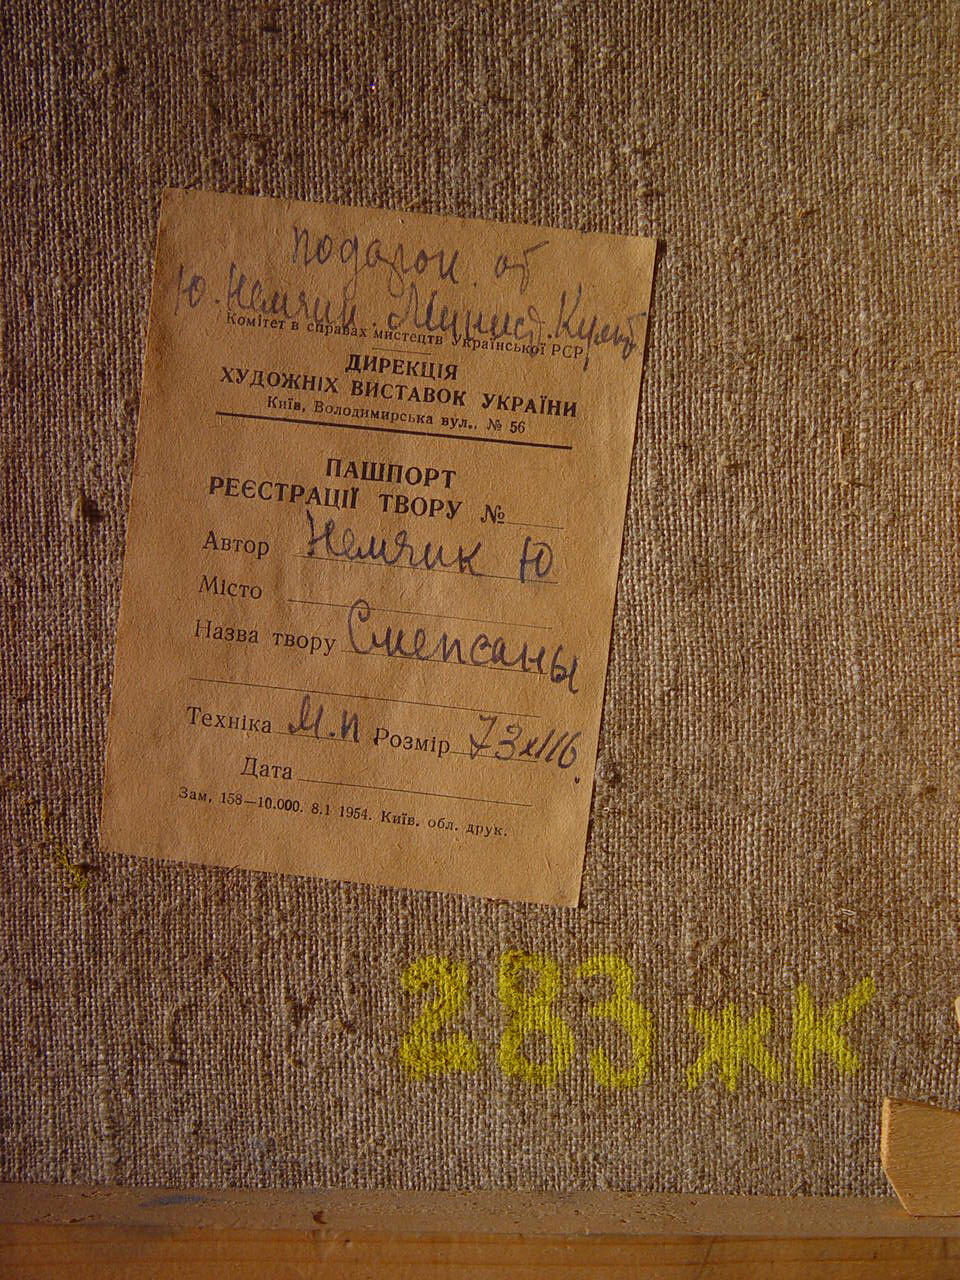 Подарок от
Ю. Немчин. Минист. Культ
Комітет в справах мистецтв Української РСР
ДИРЕКЦІЯ
ХУДОЖНІХ ВИСТАВОК УКРАЇНИ
Київ, Володимирська вул., № 56
ПАШПОРТ
РЕЄСТРАЦІЇ ТВОРУ №
Автор Немчик Ю
Місто
Назва твору
Техніка М.П Розмір 73х116.
Дата
Зам. 158—10.000. 8.1 1954. Київ. обл. друк.
283 ЖК